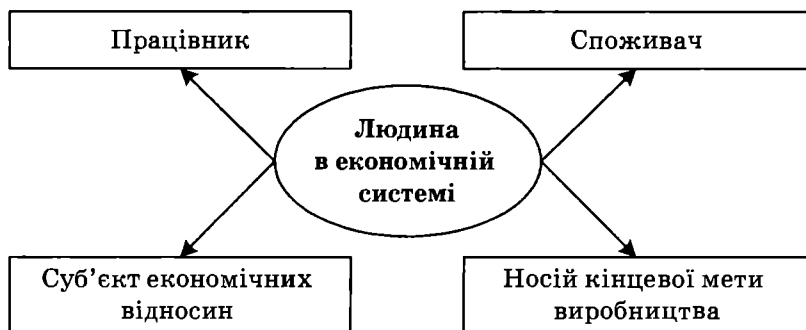 Працівник
Споживач
Людина
в економічній
системі
Суб’єкт економічних
відносин
Носій кінцевої мети
виробництва